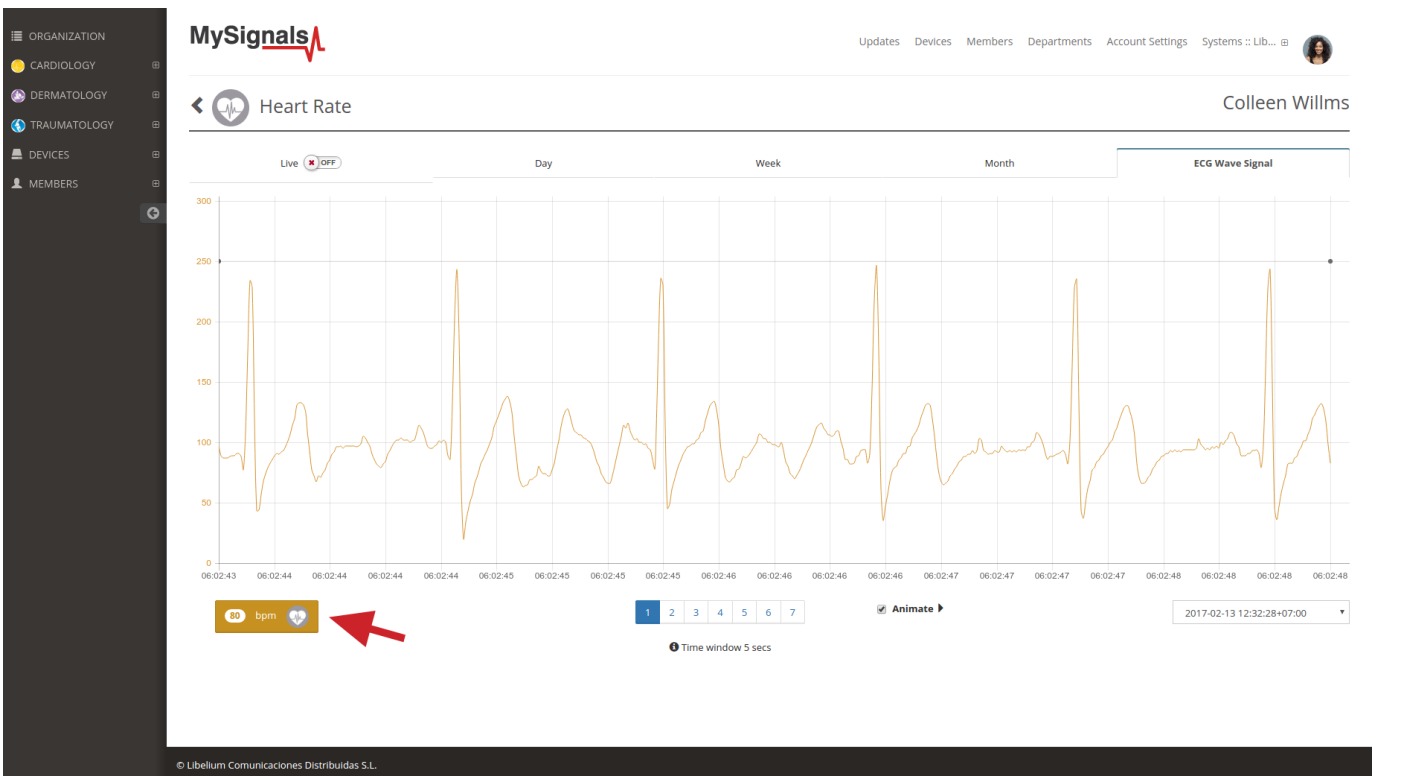 ORGANIZATION
CARDIOLOGY
DERMATOLOGY
TRAUMATOLOGY
DEVICES
MEMBERS
MySignals
Updates Devices Members Departments Account Settings Systems :: Lib...
Heart Rate
Colleen Willms
Live OFF Day Week Month ECG Wave Signal
300
250
200
150
100
50
0
06:02:43 06:02:44 06:02:44 06:02:44 06:02:44 06:02:45 06:02:45 06:02:45 06:02:45 06:02:46 06:02:46 06:02:46 06:02:46 06:02:47 06:02:47 06:02:47 06:02:47 06:02:48 06:02:48 06:02:48 06:02:48
80 bpm
1 2 3 4 5 6 7
Animate
2017-02-13 12:32:28+07:00
Time window 5 secs
© Libelium Comunicaciones Distribuidas S.L.